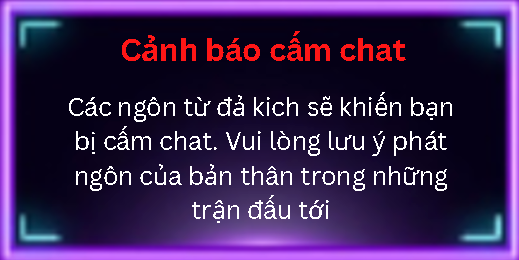 Cảnh báo cấm chat
Các ngôn từ đả kich sẽ khiến bạn
bị cấm chat. Vui lòng lưu ý phát
ngôn của bản thân trong những
trận đấu tới